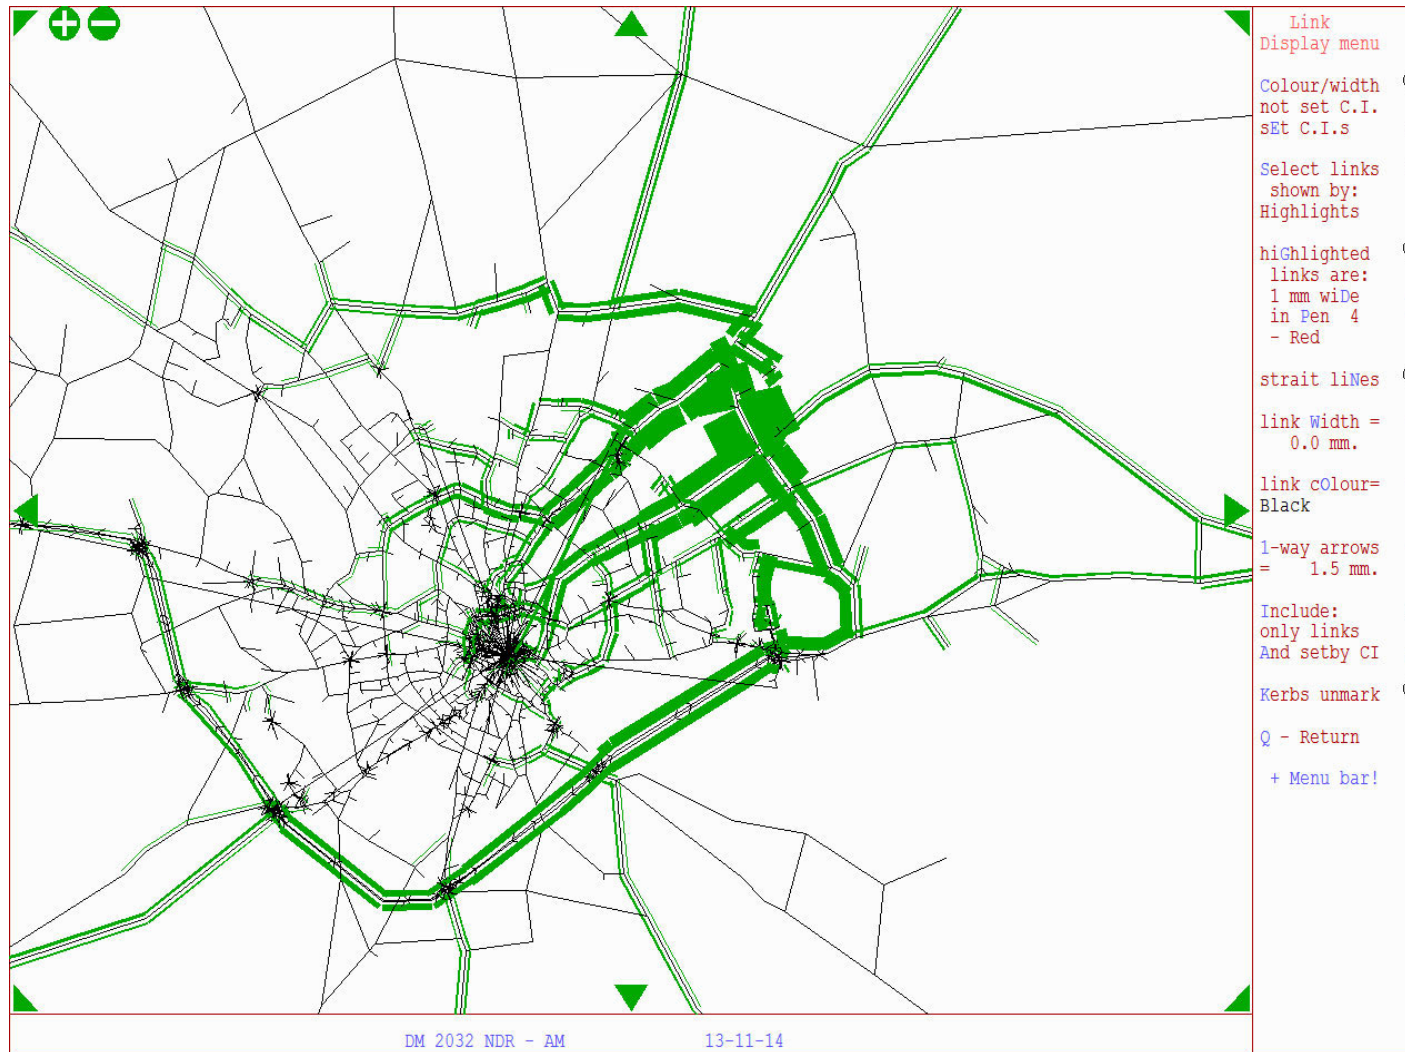 Link
Display menu
Colour/width
not set C.I.
sEt C.I.s
Select links
shown by:
Highlights
hiGhlighted
links are:
1 mm wiDe
in Pen 4
- Red
strait liNes
link Width =
0.0 mm.
link cOlour=
Black
1-way arrows
= 1.5 mm.
Include:
only links
And setby CI
Kerbs unmark
Q - Return
+ Menu bar!
DM 2032 NDR - AM 13-11-14